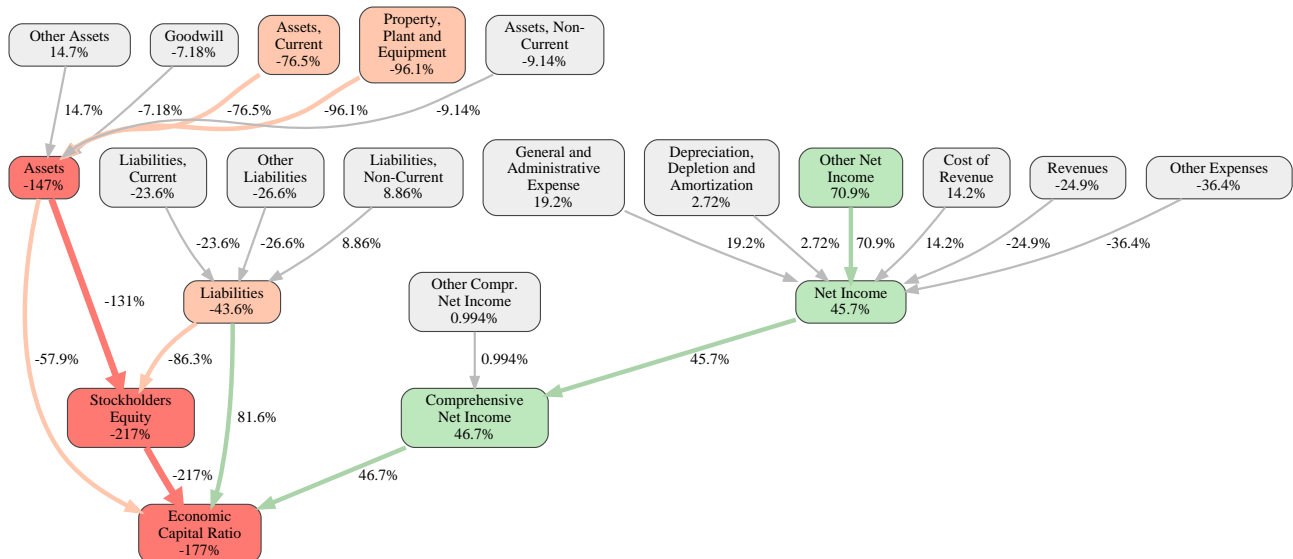 Other Assets
14.7%
Goodwill
-7.18%
Assets,
Current
-76.5%
Property,
Plant and
Equipment
-96.1%
Assets, Non-
Current
-9.14%
14.7%
-7.18%
-76.5%
-96.1%
-9.14%
Assets
-147%
Liabilities,
Current
-23.6%
Other
Liabilities
-26.6%
Liabilities,
Non-Current
8.86%
General and
Administrative
Expense
19.2%
Depreciation,
Depletion and
Amortization
2.72%
Other Net
Income
70.9%
Cost of
Revenue
14.2%
Revenues
-24.9%
Other Expenses
-36.4%
-23.6%
-26.6%
8.86%
19.2%
2.72%
70.9%
14.2%
-24.9%
-36.4%
-131%
Liabilities
-43.6%
Other Compr.
Net Income
0.994%
Net Income
45.7%
-57.9%
-86.3%
0.994%
45.7%
Stockholders
Equity
-217%
81.6%
Comprehensive
Net Income
46.7%
-217%
46.7%
Economic
Capital Ratio
-177%